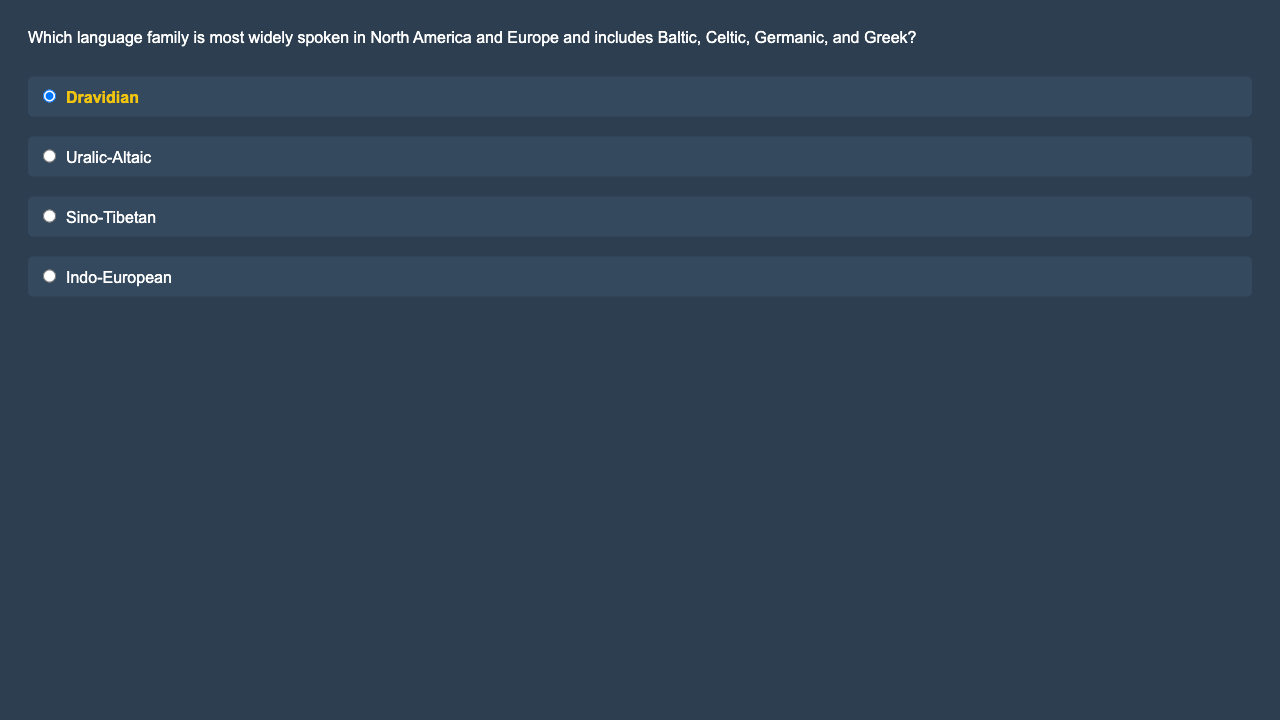 Which language family is most widely spoken in North America and Europe and includes Baltic, Celtic, Germanic, and Greek?
Dravidian
Uralic-Altaic
Sino-Tibetan
Indo-European